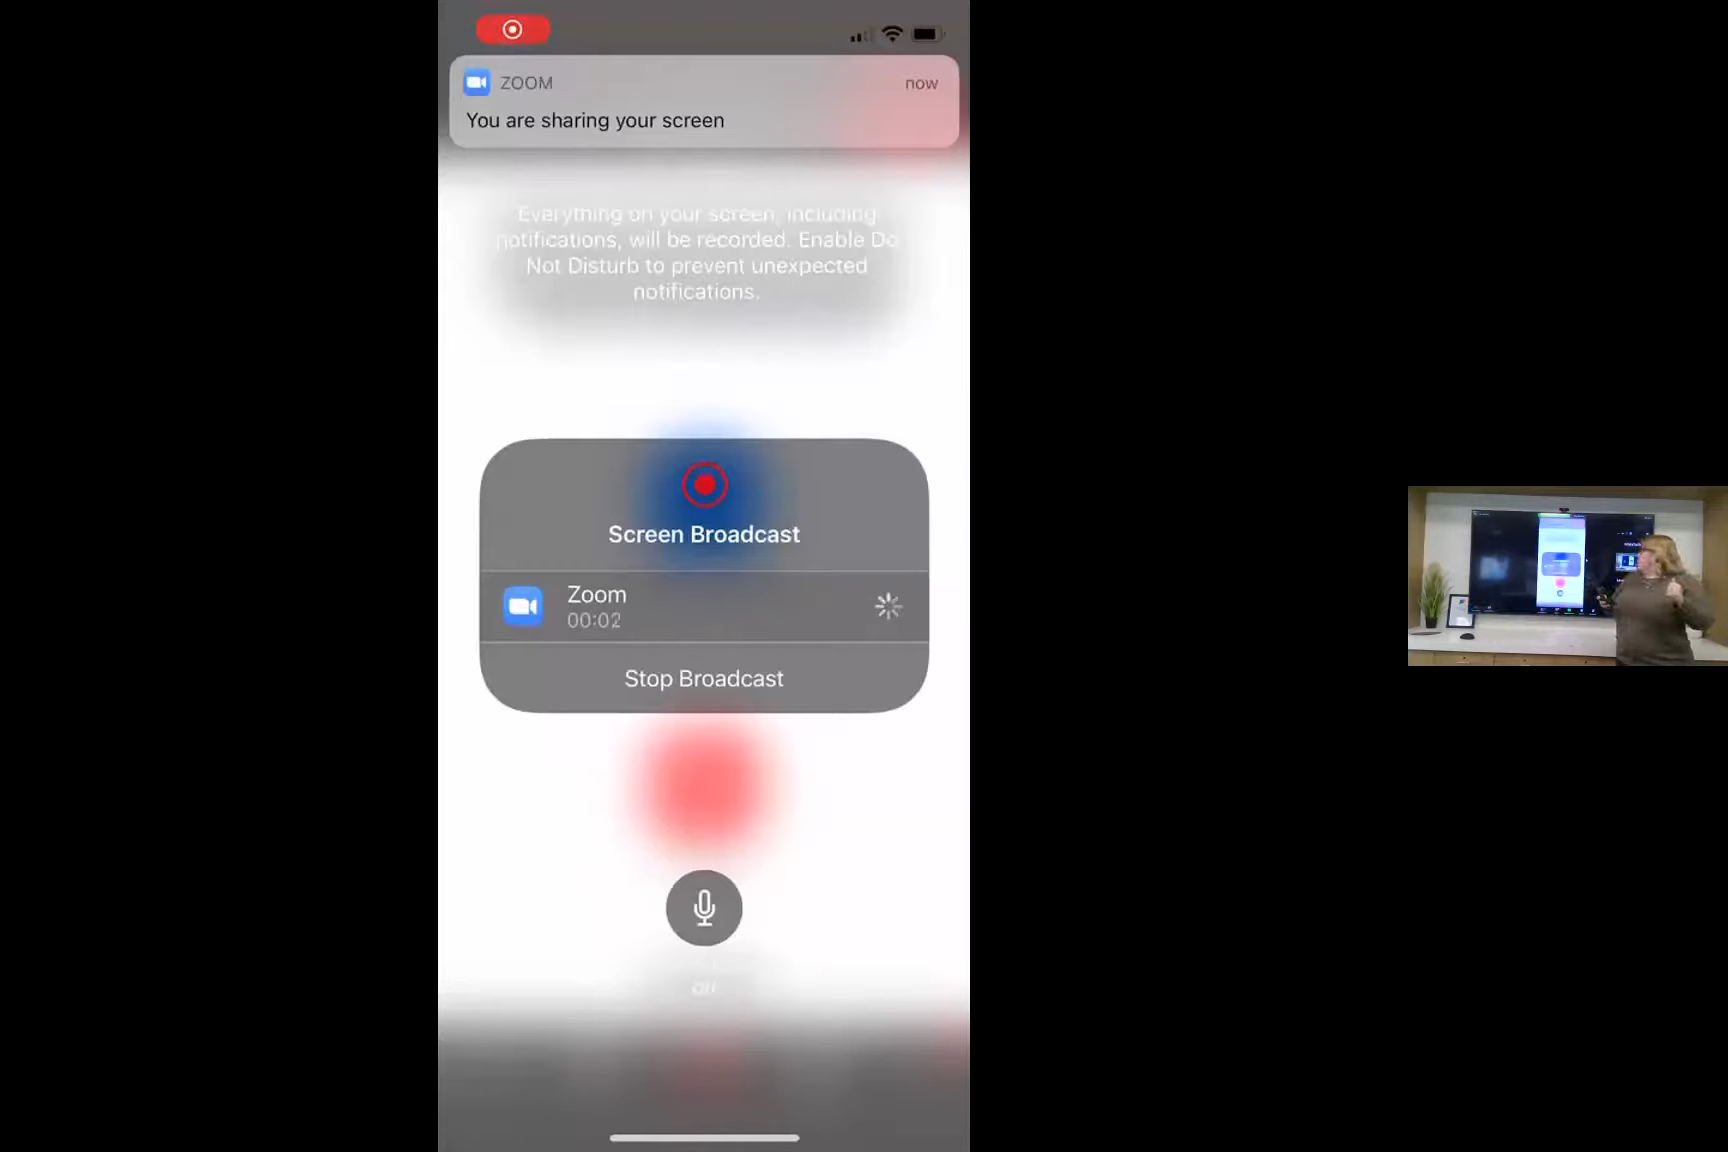 ZOOM
now
You are sharing your screen
Everything on your screen, including
notifications, will be recorded. Enable Do
Not Disturb to prevent unexpected
notifications.
Screen Broadcast
Zoom
00:02
Stop Broadcast
Off